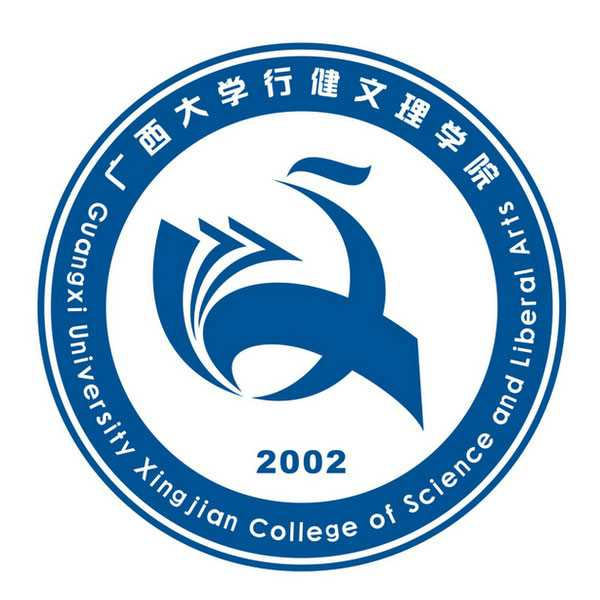 广西大学行健文理学院
Guangxi University Xingjian College of Science and Liberal Arts
2002